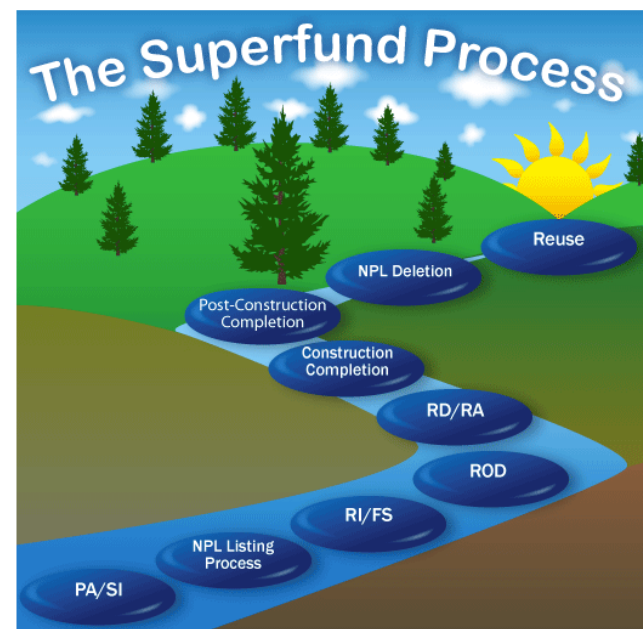 The Superfund Process
Reuse
NPL Deletion
Post-Construction
Completion
Construction
Completion
RD/RA
ROD
RI/FS
NPL Listing
Process
PA/SI